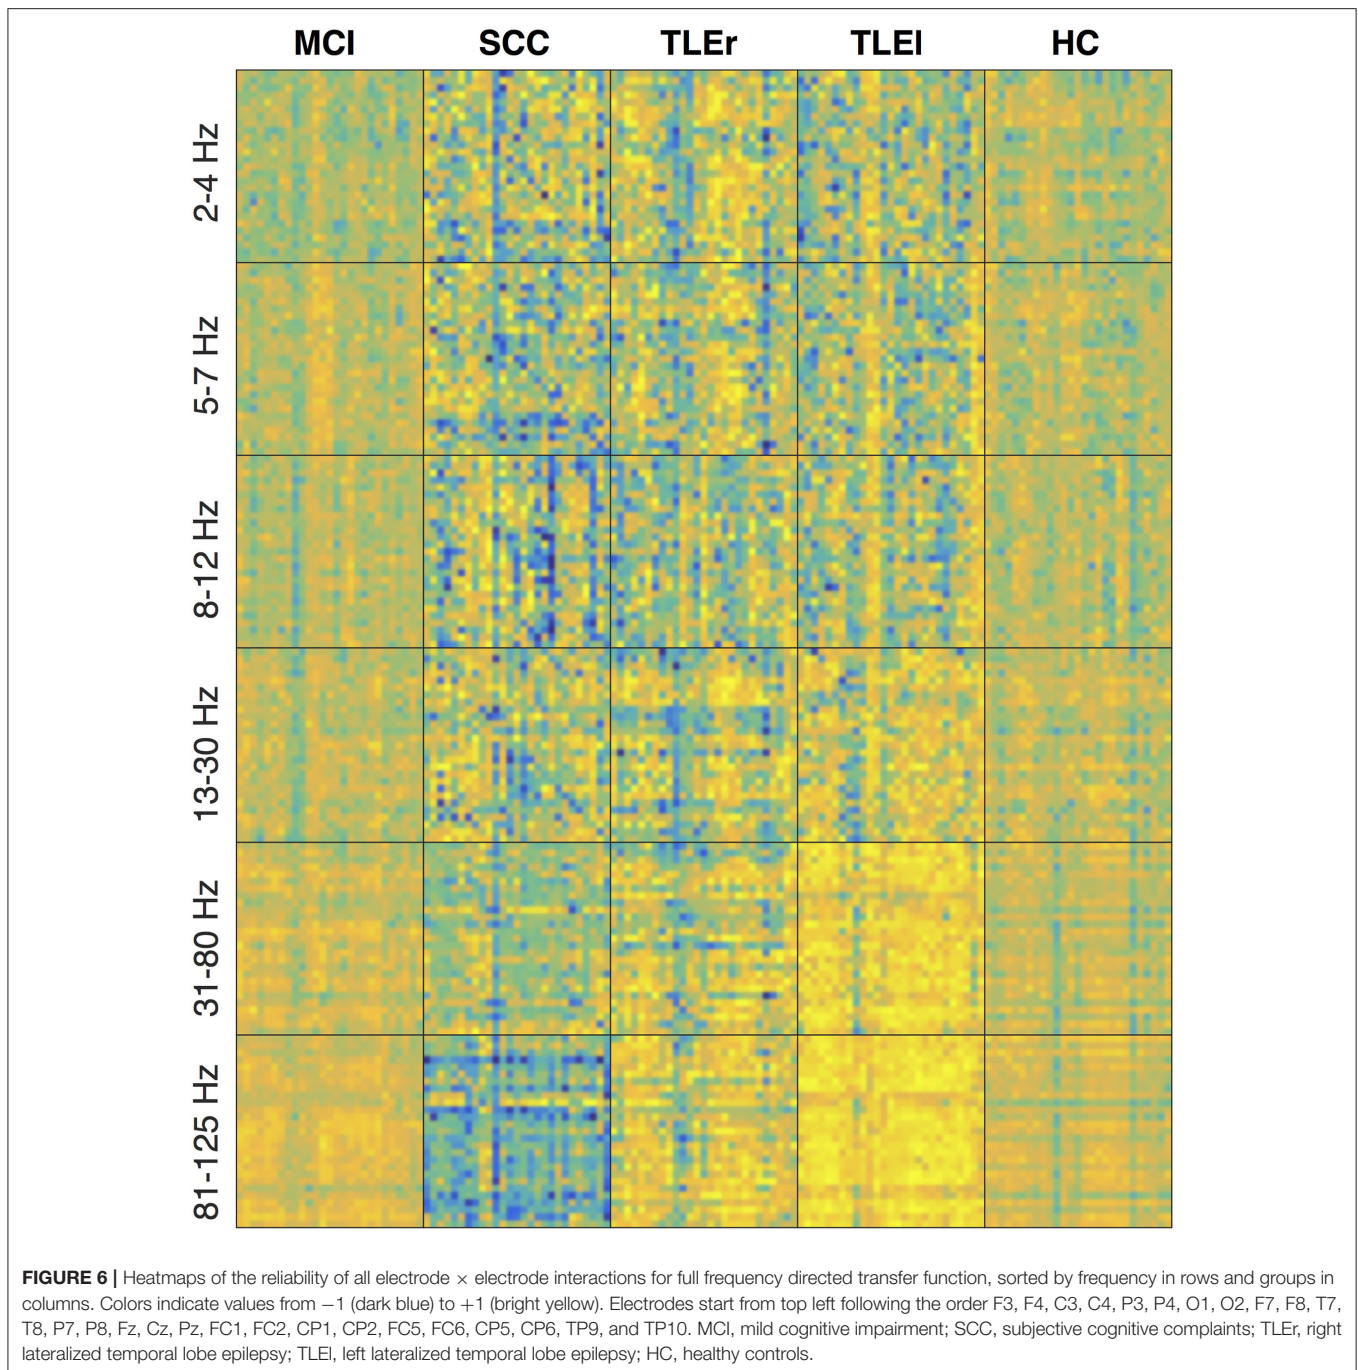 MCI SCC TLEr TLEl HC
2-4 Hz
5-7 Hz
8-12 Hz
13-30 Hz
31-80 Hz
81-125 Hz
FIGURE 6 | Heatmaps of the reliability of all electrode × electrode interactions for full frequency directed transfer function, sorted by frequency in rows and groups in
columns. Colors indicate values from −1 (dark blue) to +1 (bright yellow). Electrodes start from top left following the order F3, F4, C3, C4, P3, P4, O1, O2, F7, F8, T7,
T8, P7, P8, Fz, Cz, Pz, FC1, FC2, CP1, CP2, FC5, FC6, CP5, CP6, TP9, and TP10. MCI, mild cognitive impairment; SCC, subjective cognitive complaints; TLEr, right
lateralized temporal lobe epilepsy; TLEl, left lateralized temporal lobe epilepsy; HC, healthy controls.